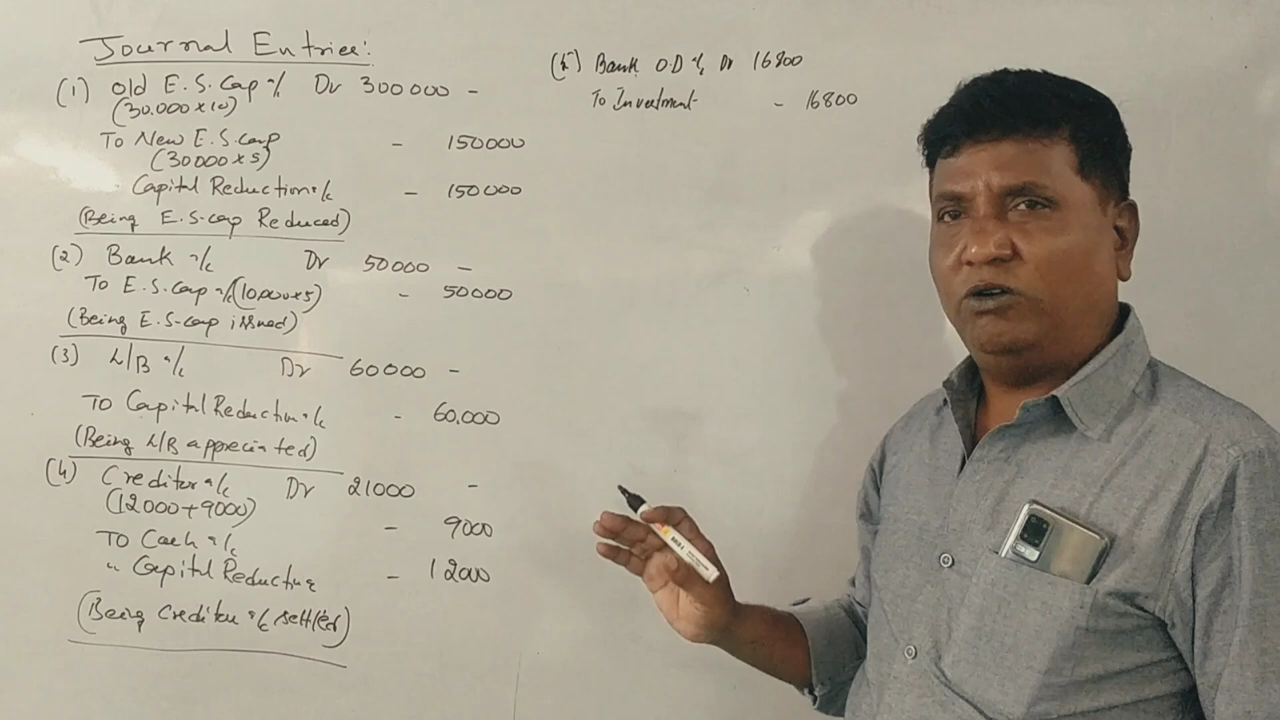 Journal Entries:
(1) old E.S.Cap a/c Dr 300000 -
(30.000 x 10)
To New E.S.cap - 150000
(30000 x 5)
Capital Reduction a/c - 150000
(Being E.S-cap Reduced)
(2) Bank a/c Dr 50000 -
To E.S.Cap a/c (10,000x5) - 50000
(Being E.S-cap issued)
(3) L/B a/c Dr 60000 -
To Capital Reduction a/c - 60,000
(Being L/B appreciated)
(4) Creditor a/c Dr 21000 -
(12000+9000)
To Cash a/c - 9000
" Capital Reduction - 12000
(Being Creditor a/c settled)
(5) Bank O.D a/c Dr 16800
To Investment - 16800